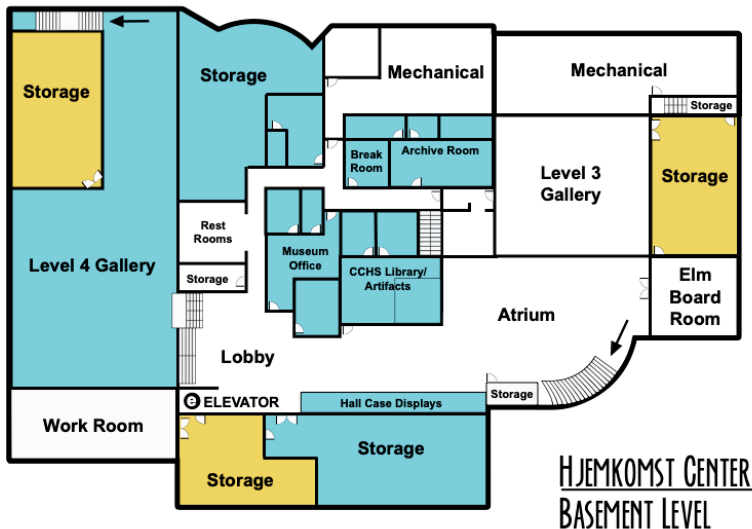 Storage
Storage
Mechanical
Mechanical
Storage
Break
Room
Archive Room
Level 3
Gallery
Storage
Rest
Rooms
Museum
Office
Level 4 Gallery
Storage
CCHS Library/
Artifacts
Elm
Board
Room
Atrium
Lobby
e ELEVATOR
Hall Case Displays
Storage
Work Room
Storage
Storage
HJEMKOMST CENTER
BASEMENT LEVEL